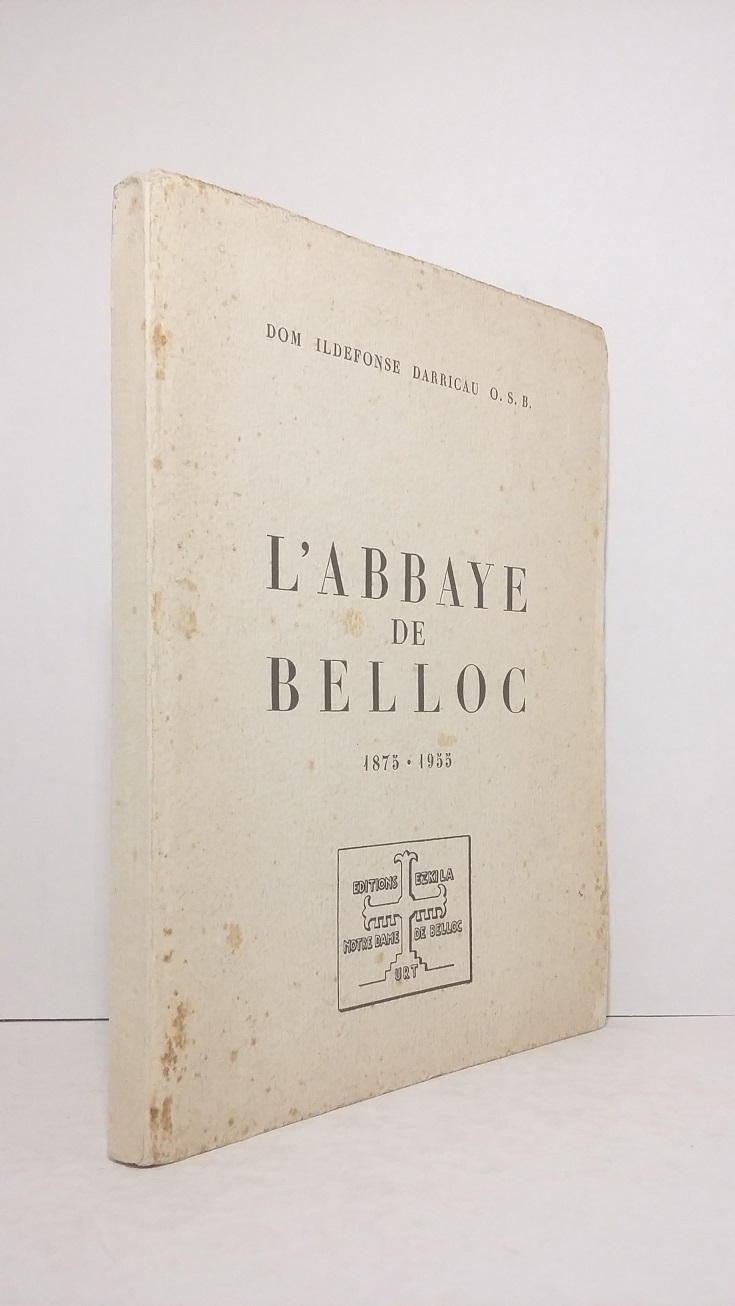 DOM ILDEFONSE DARRICAU O. S. B.
L'ABBAYE
DE
BELLOC
1875 • 1955
EDITIONS EZKILA
NOTRE DAME DE BELLOC
URT